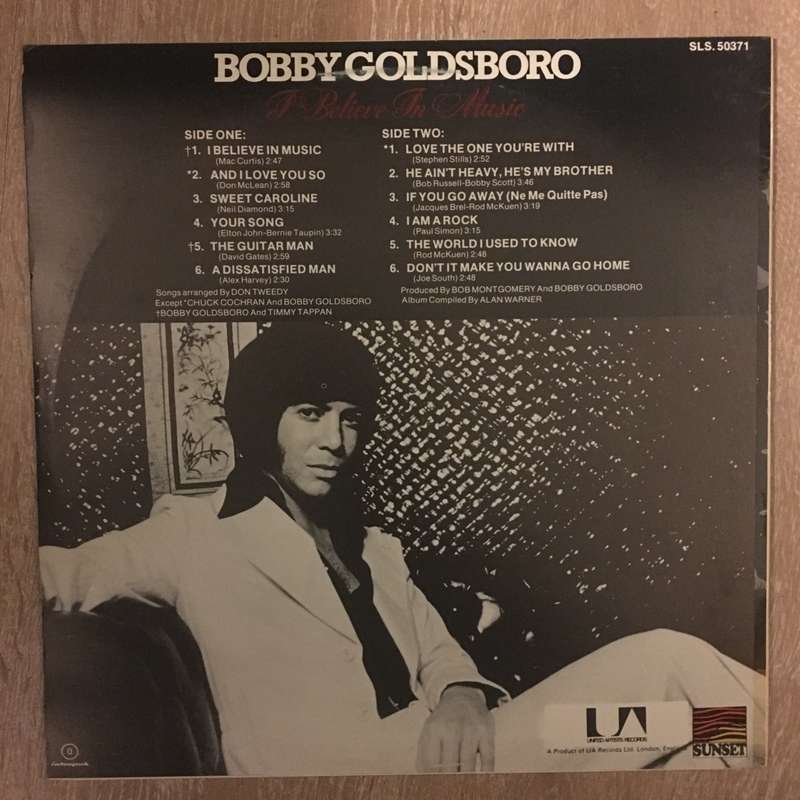 SLS. 50371
BOBBY GOLDSBORO
I Believe In Music
SIDE ONE:
†1. I BELIEVE IN MUSIC
(Mac Curtis) 2:47
*2. AND I LOVE YOU SO
(Don McLean) 2:58
3. SWEET CAROLINE
(Neil Diamond) 3:15
4. YOUR SONG
(Elton John-Bernie Taupin) 3:32
†5. THE GUITAR MAN
(David Gates) 2:59
6. A DISSATISFIED MAN
(Alex Harvey) 2:30
Songs arranged By DON TWEEDY
Except *CHUCK COCHRAN And BOBBY GOLDSBORO
†BOBBY GOLDSBORO And TIMMY TAPPAN
SIDE TWO:
*1. LOVE THE ONE YOU'RE WITH
(Stephen Stills) 2:52
2. HE AIN'T HEAVY, HE'S MY BROTHER
(Bob Russell-Bobby Scott) 3:46
3. IF YOU GO AWAY (Ne Me Quitte Pas)
(Jacques Brel-Rod McKuen) 3:19
4. I AM A ROCK
(Paul Simon) 3:15
5. THE WORLD I USED TO KNOW
(Rod McKuen) 2:48
6. DON'T IT MAKE YOU WANNA GO HOME
(Joe South) 2:48
Produced By BOB MONTGOMERY And BOBBY GOLDSBORO
Album Compiled By ALAN WARNER
UA
UNITED ARTISTS RECORDS
A Product of UA Records Ltd. London, England
SUNSET